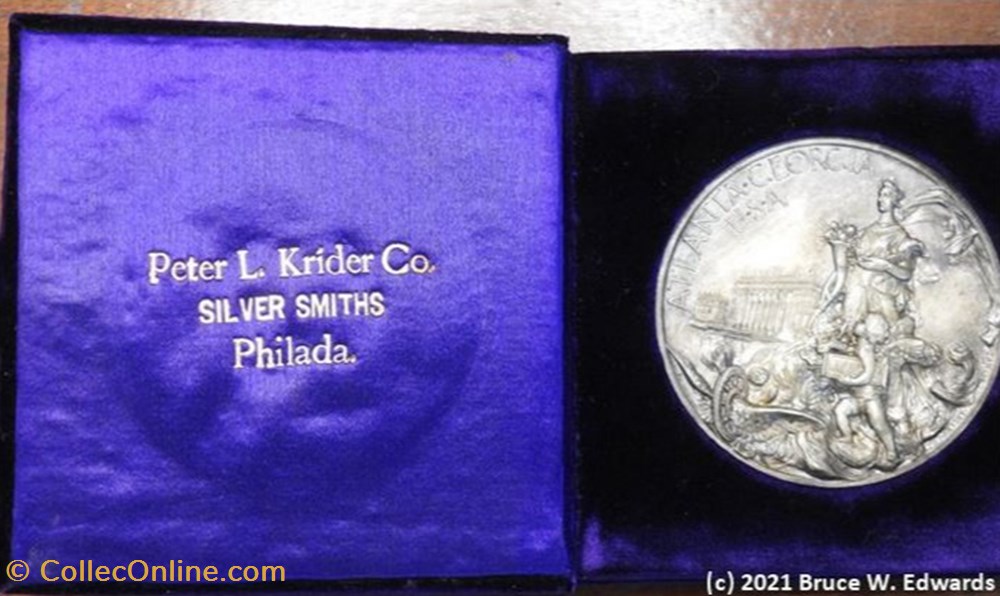 Peter L. Krider Co.
SILVER SMITHS
Philada.
ATLANTA·GEORGIA
U·S·A
© CollecOnline.com
(c) 2021 Bruce W. Edwards